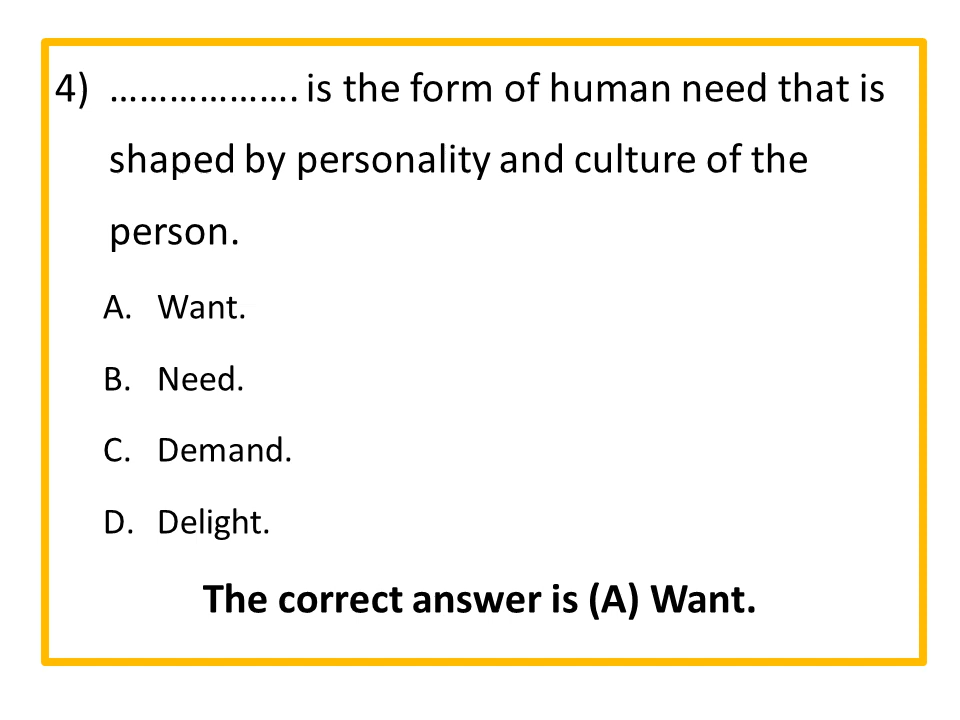 4) ………………. is the form of human need that is
shaped by personality and culture of the
person.
A. Want.
B. Need.
C. Demand.
D. Delight.
The correct answer is (A) Want.